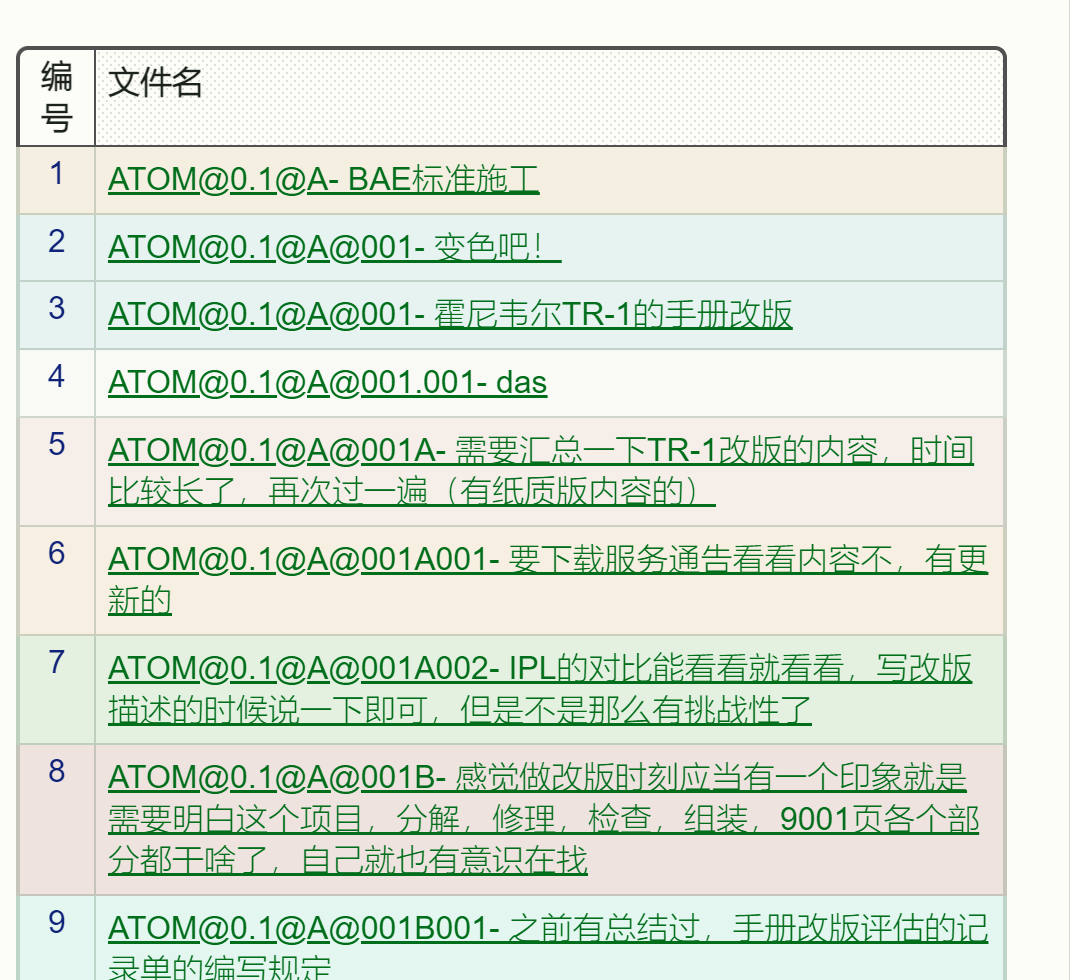 编
号
文件名
1
ATOM@0.1@A- BAE标准施工
2
ATOM@0.1@A@001- 变色吧！
3
ATOM@0.1@A@001- 霍尼韦尔TR-1的手册改版
4
ATOM@0.1@A@001.001- das
5
ATOM@0.1@A@001A- 需要汇总一下TR-1改版的内容，时间
比较长了，再次过一遍（有纸质版内容的）
6
ATOM@0.1@A@001A001- 要下载服务通告看看内容不，有更
新的
7
ATOM@0.1@A@001A002- IPL的对比能看看就看看，写改版
描述的时候说一下即可，但是不是那么有挑战性了
8
ATOM@0.1@A@001B- 感觉做改版时刻应当有一个印象就是
需要明白这个项目，分解，修理，检查，组装，9001页各个部
分都干啥了，自己就也有意识在找
9
ATOM@0.1@A@001B001- 之前有总结过，手册改版评估的记
录单的编写规定